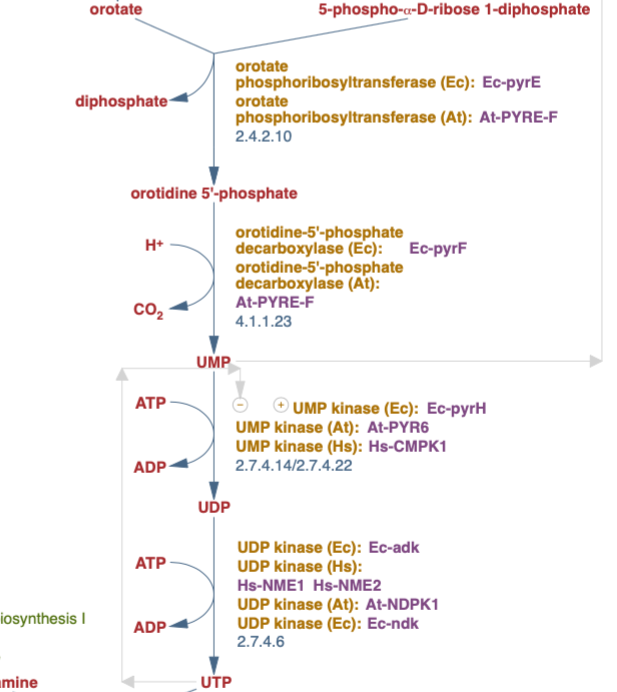 orotate
5-phospho-α-D-ribose 1-diphosphate
orotate
phosphoribosyltransferase (Ec): Ec-pyrE
diphosphate
orotate
phosphoribosyltransferase (At): At-PYRE-F
2.4.2.10
orotidine 5'-phosphate
H+
orotidine-5'-phosphate
decarboxylase (Ec): Ec-pyrF
orotidine-5'-phosphate
decarboxylase (At):
CO2
At-PYRE-F
4.1.1.23
UMP
ATP
− + UMP kinase (Ec): Ec-pyrH
UMP kinase (At): At-PYR6
UMP kinase (Hs): Hs-CMPK1
ADP
2.7.4.14/2.7.4.22
UDP
UDP kinase (Ec): Ec-adk
ATP
UDP kinase (Hs):
Hs-NME1 Hs-NME2
UDP kinase (At): At-NDPK1
iosynthesis I
ADP
UDP kinase (Ec): Ec-ndk
2.7.4.6
amine
UTP